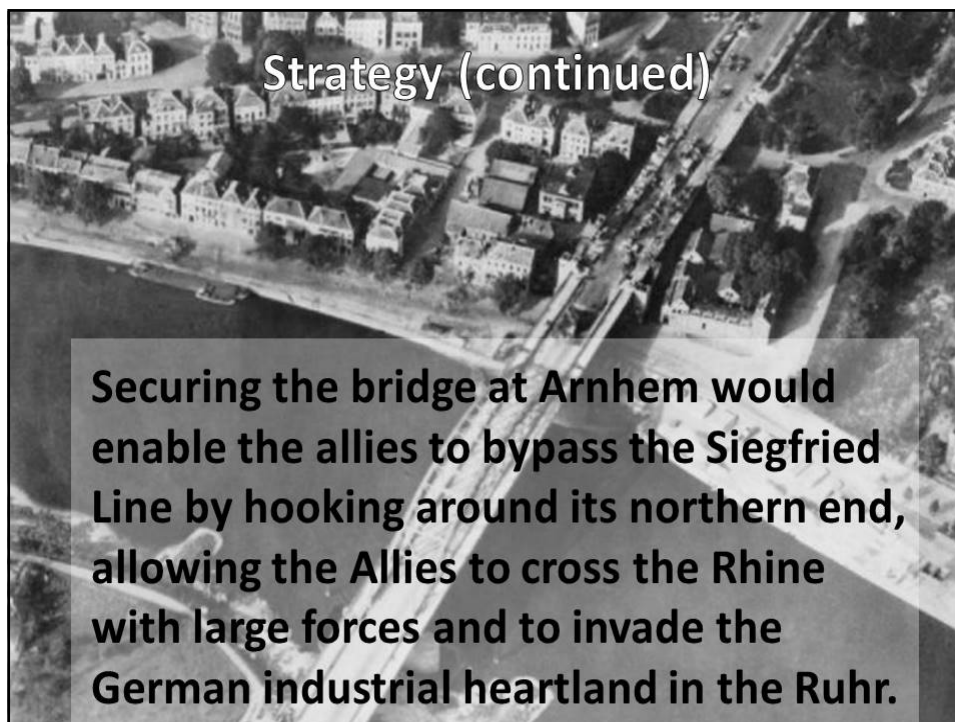 Strategy (continued)
Securing the bridge at Arnhem would
enable the allies to bypass the Siegfried
Line by hooking around its northern end,
allowing the Allies to cross the Rhine
with large forces and to invade the
German industrial heartland in the Ruhr.